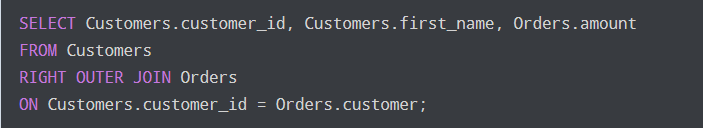 SELECT Customers.customer_id, Customers.first_name, Orders.amount
FROM Customers
RIGHT OUTER JOIN Orders
ON Customers.customer_id = Orders.customer;